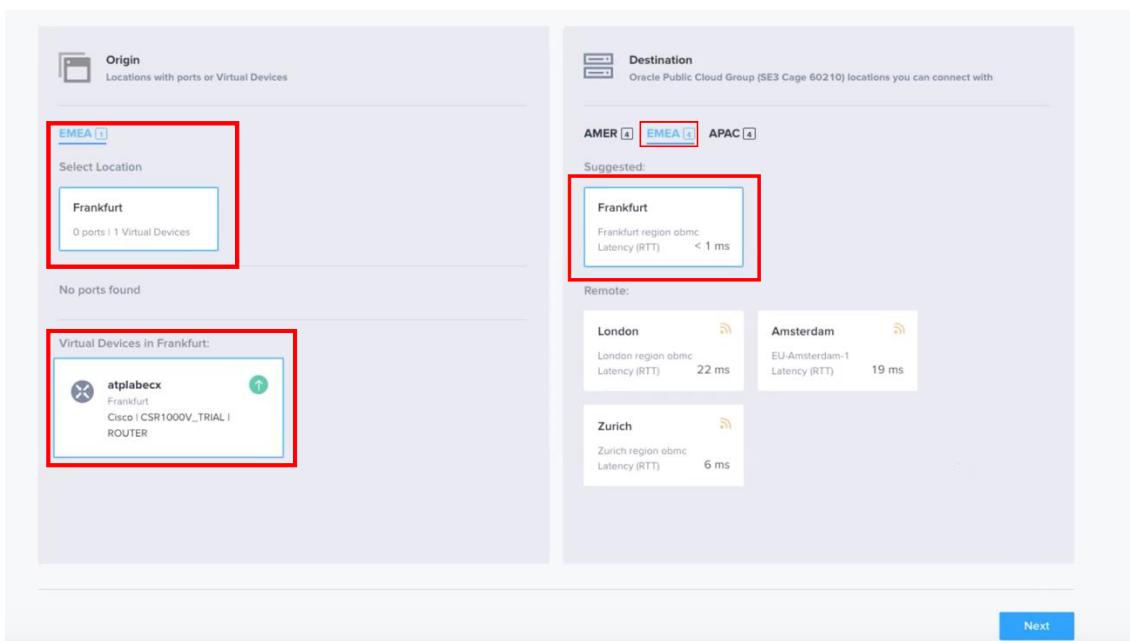 Origin
Locations with ports or Virtual Devices
EMEA 1
Select Location
Frankfurt
0 ports | 1 Virtual Devices
No ports found
Virtual Devices in Frankfurt:
atplabecx
Frankfurt
Cisco | CSR1000V_TRIAL |
ROUTER
Destination
Oracle Public Cloud Group (SE3 Cage 60210) locations you can connect with
AMER 4 EMEA 4 APAC 4
Suggested:
Frankfurt
Frankfurt region obmc
Latency (RTT) < 1 ms
Remote:
London
London region obmc
Latency (RTT) 22 ms
Amsterdam
EU-Amsterdam-1
Latency (RTT) 19 ms
Zurich
Zurich region obmc
Latency (RTT) 6 ms
Next